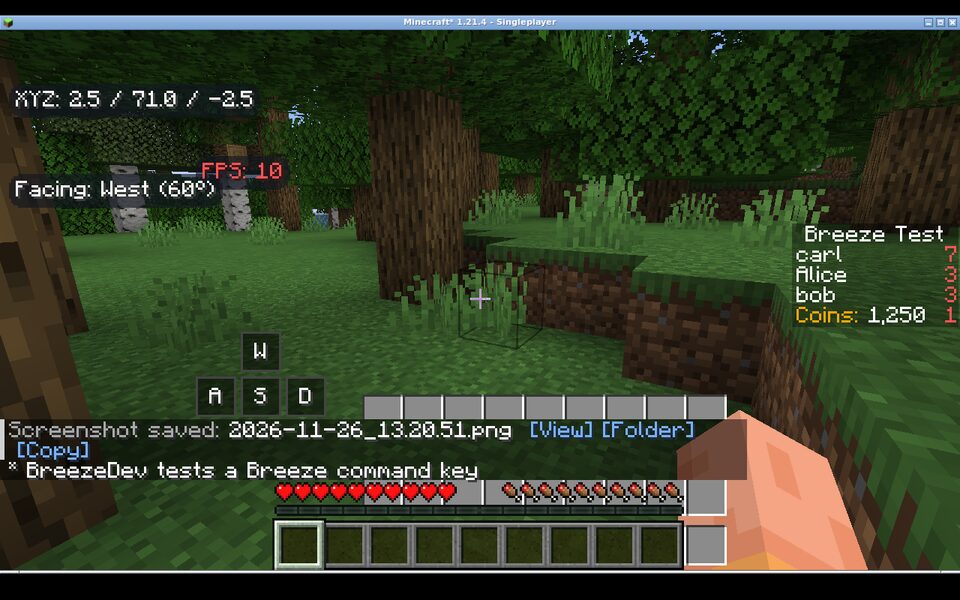 Minecraft* 1.21.4 - Singleplayer
XYZ: 2.5 / 71.0 / -2.5
FPS: 10
Facing: West (60º)
Breeze Test
carl 7
Alice 3
bob 3
Coins: 1,250 1
W
A S D
Screenshot saved: 2026-11-26_13.20.51.png [View] [Folder]
[Copy]
* BreezeDev tests a Breeze command key